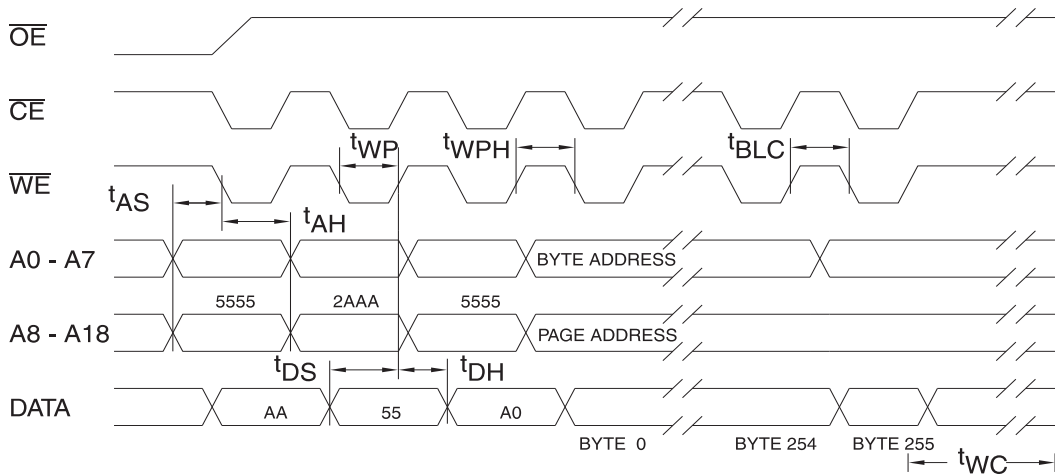 OE
CE
tWP tWPH tBLC
WE
tAS
tAH
A0 - A7 BYTE ADDRESS
5555 2AAA 5555
A8 - A18 PAGE ADDRESS
tDS tDH
DATA AA 55 A0
BYTE 0 BYTE 254 BYTE 255
tWC